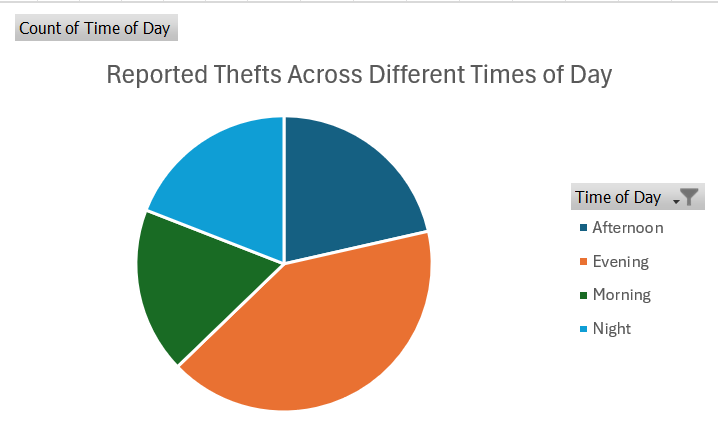 Count of Time of Day
Reported Thefts Across Different Times of Day
Time of Day
Afternoon
Evening
Morning
Night